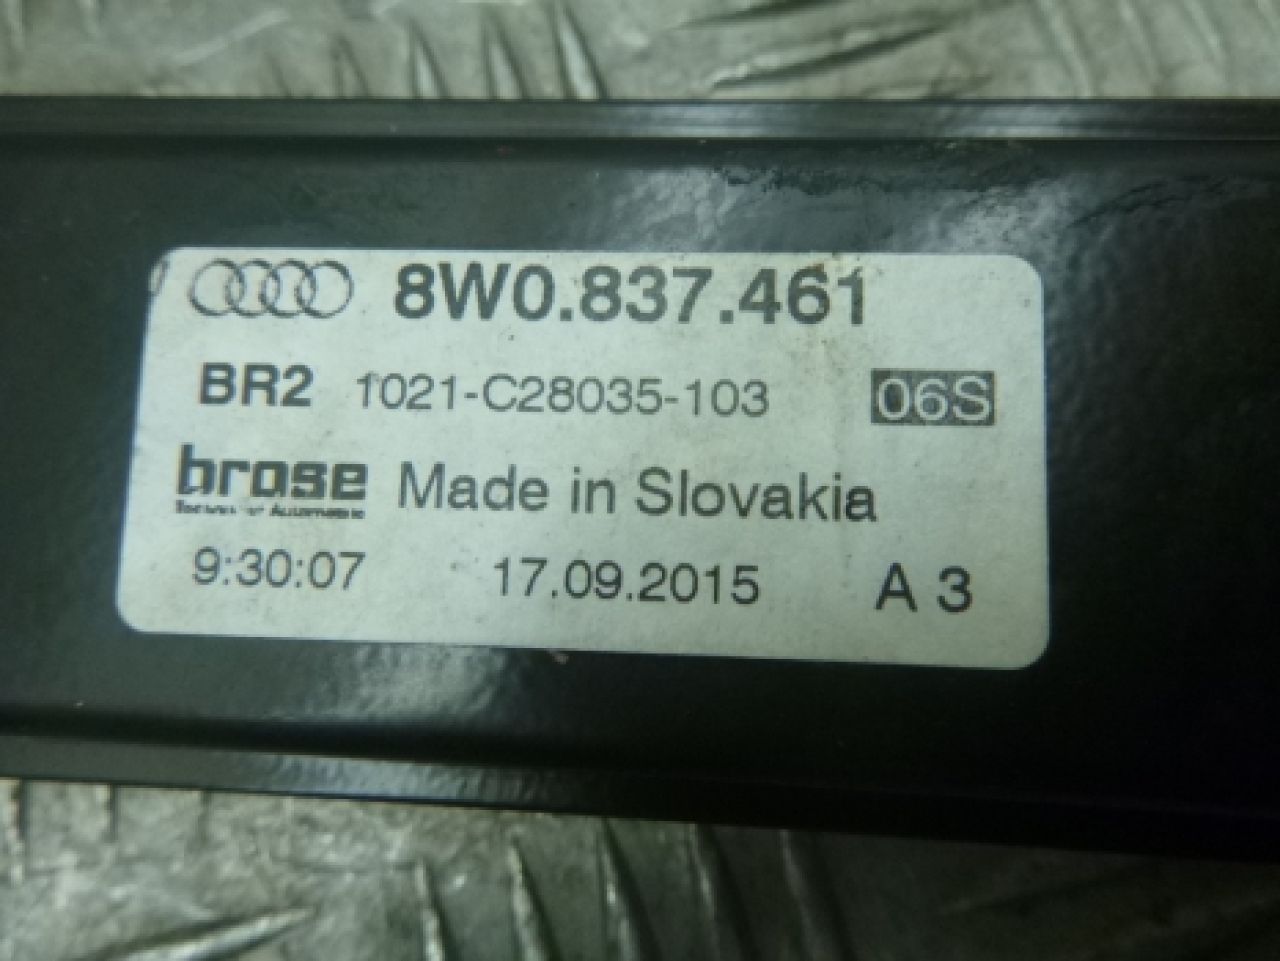 8W0.837.461
BR2 1021-C28035-103 06S
brose Made in Slovakia
9:30:07 17.09.2015 A 3